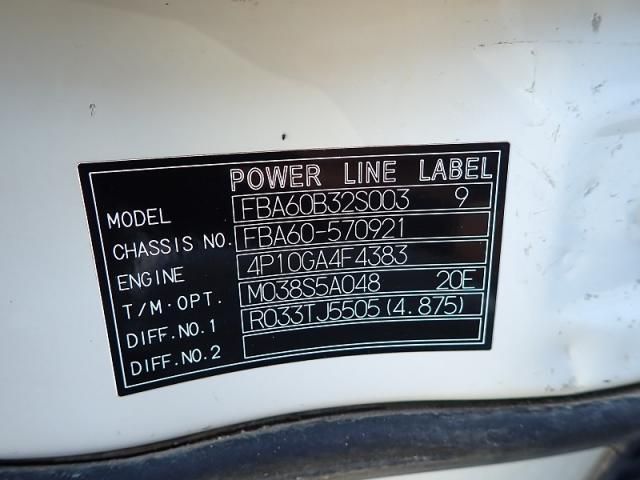 POWER LINE LABEL
MODEL FBA60B32S003 9
CHASSIS NO. FBA60-570921
ENGINE 4P10GA4F4383
T/M·OPT. M038S5A048 20E
DIFF.NO.1 R033TJ5505(4.875)
DIFF.NO.2